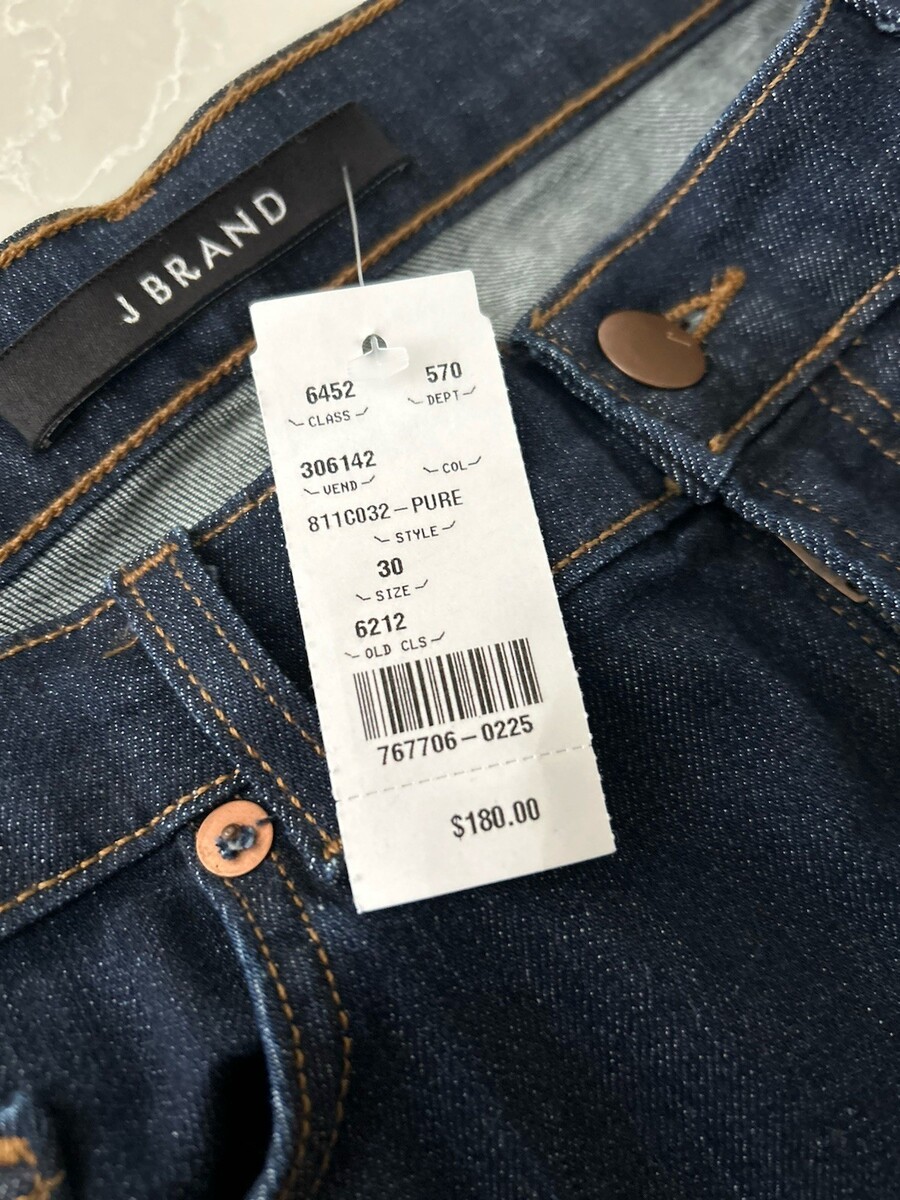 J BRAND
6452 570
CLASS DEPT
306142
VEND COL
811C032-PURE
STYLE
30
SIZE
6212
OLD CLS
767706-0225
$180.00